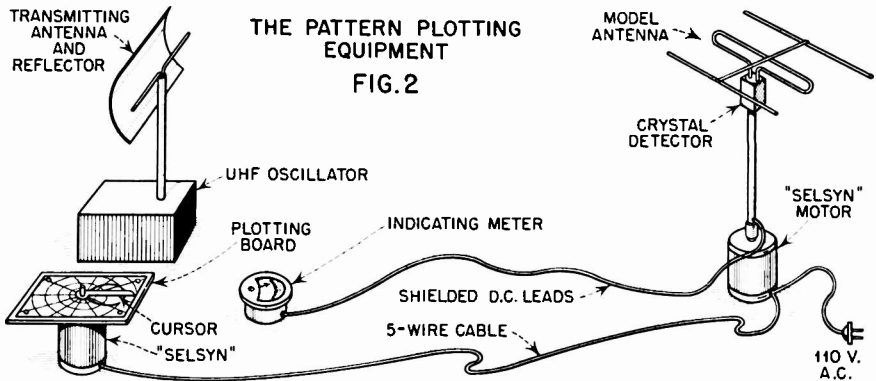 TRANSMITTING
ANTENNA
AND
REFLECTOR
THE PATTERN PLOTTING
EQUIPMENT
FIG.2
MODEL
ANTENNA
CRYSTAL
DETECTOR
UHF OSCILLATOR
PLOTTING
BOARD
INDICATING METER
"SELSYN"
MOTOR
SHIELDED D.C. LEADS
CURSOR
"SELSYN"
5-WIRE CABLE
110 V.
A.C.